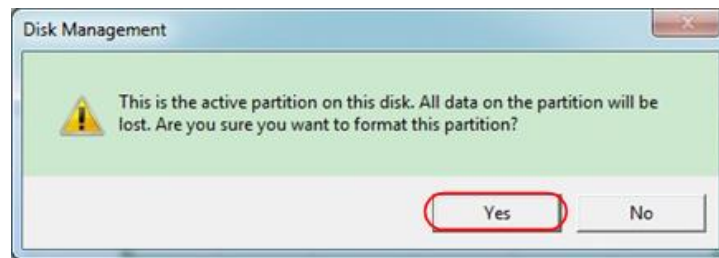 Disk Management
This is the active partition on this disk. All data on the partition will be
lost. Are you sure you want to format this partition?
Yes
No